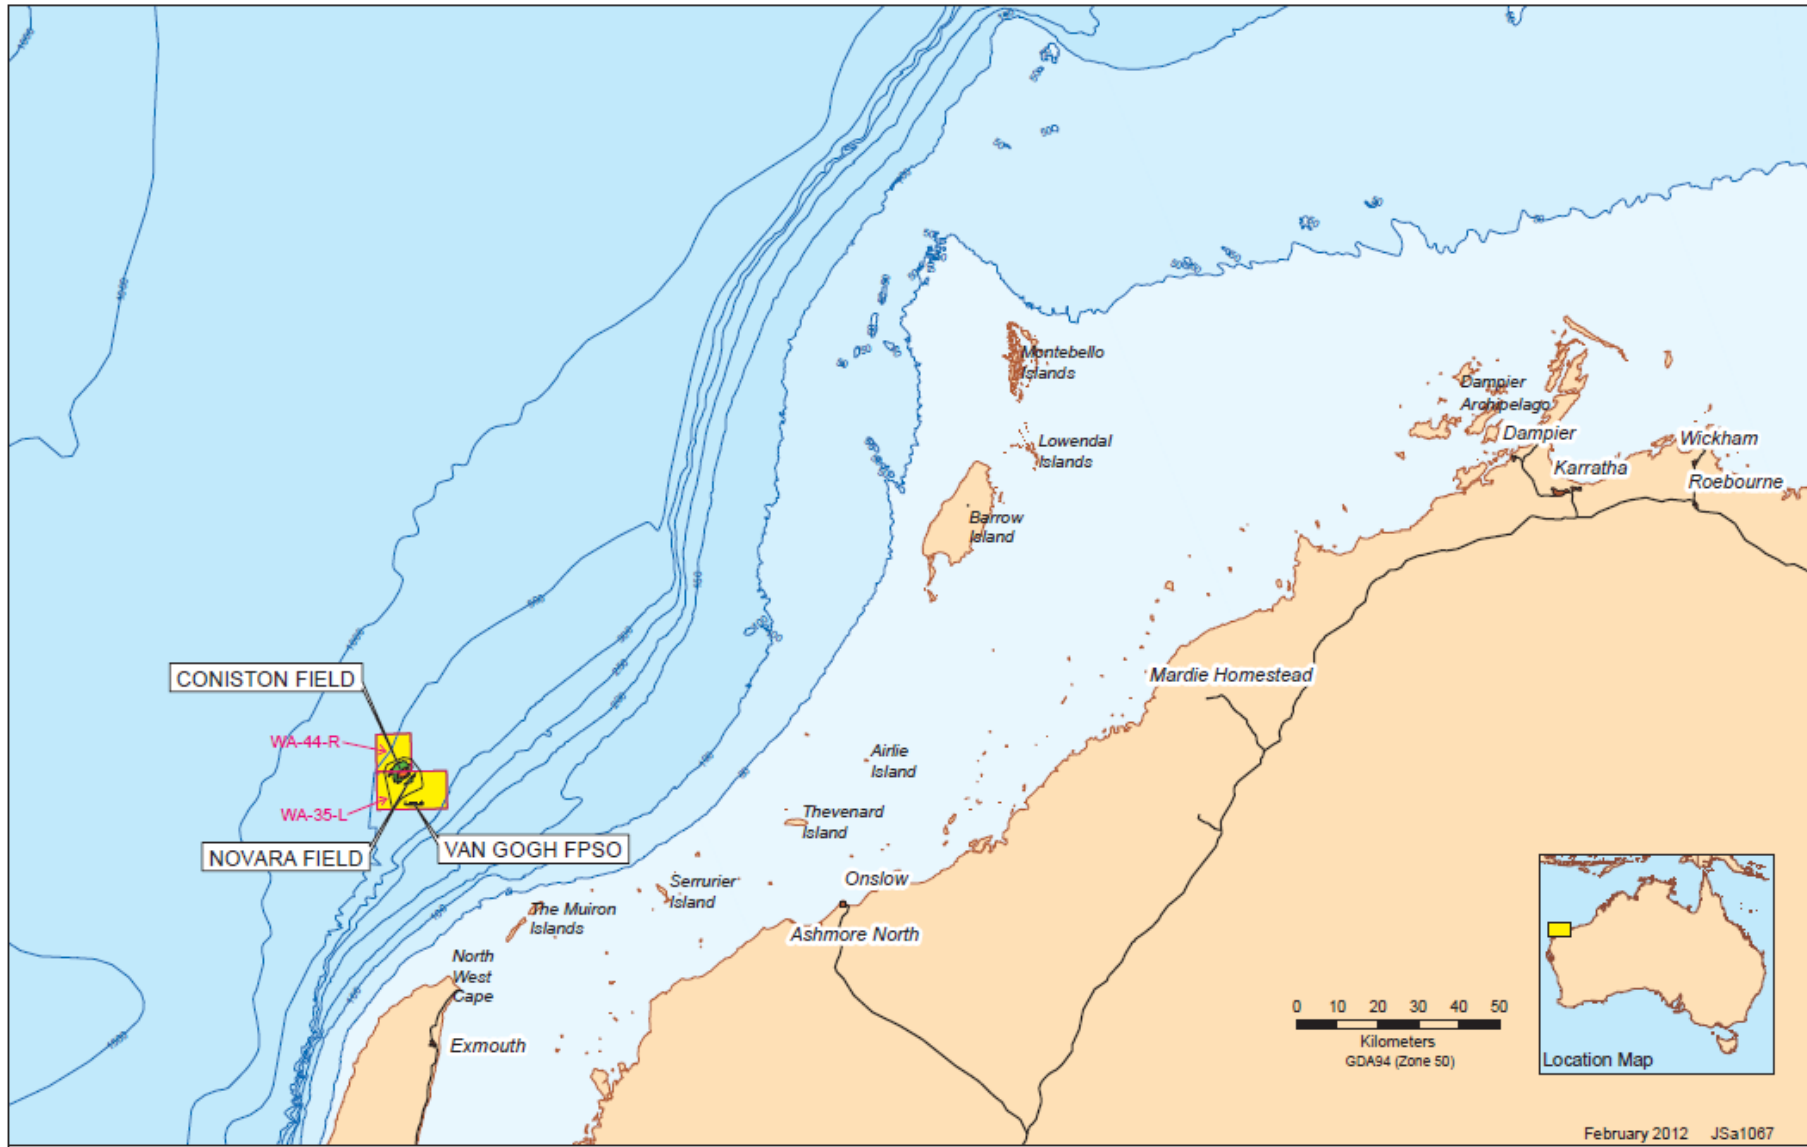 Montebello
Islands
Dampier
Archipelago
Dampier
Lowendal
Islands
Wickham
Karratha
Roebourne
Barrow
Island
CONISTON FIELD
Mardie Homestead
WA-44-R
Airlie
Island
WA-35-L
Thevenard
Island
NOVARA FIELD
VAN GOGH FPSO
Serrurier
Island
Onslow
The Muiron
Islands
Ashmore North
North
West
Cape
Exmouth
0 10 20 30 40 50
Kilometers
GDA94 (Zone 50)
Location Map
February 2012 JSa1067